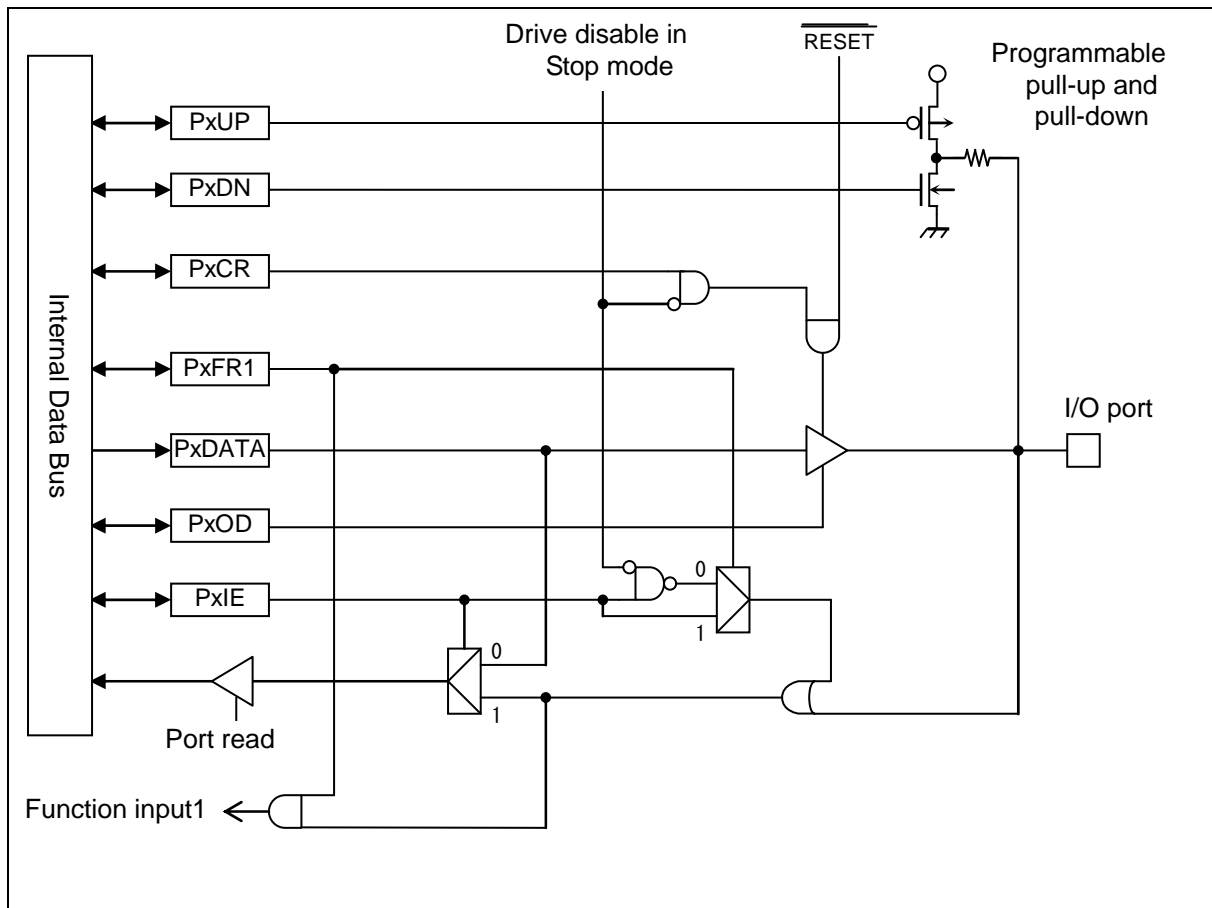 Drive disable in
Stop mode
RESET
Programmable
pull-up and
pull-down
Internal Data Bus
PxUP
PxDN
PxCR
PxFR1
PxDATA
PxOD
PxIE
I/O port
0
1
0
1
Port read
Function input1